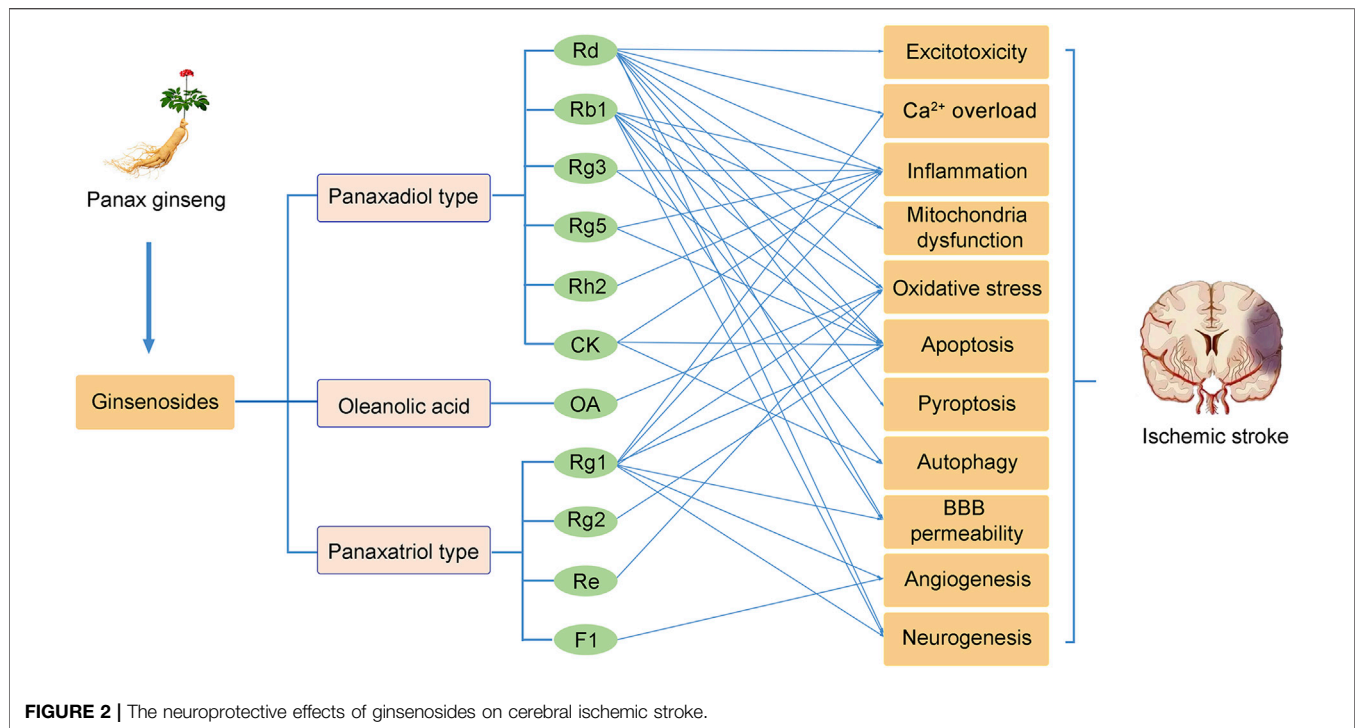 Panax ginseng
Ginsenosides
Panaxadiol type
Oleanolic acid
Panaxatriol type
Rd
Rb1
Rg3
Rg5
Rh2
CK
OA
Rg1
Rg2
Re
F1
Excitotoxicity
Ca²⁺ overload
Inflammation
Mitochondria
dysfunction
Oxidative stress
Apoptosis
Pyroptosis
Autophagy
BBB
permeability
Angiogenesis
Neurogenesis
Ischemic stroke
FIGURE 2 | The neuroprotective effects of ginsenosides on cerebral ischemic stroke.